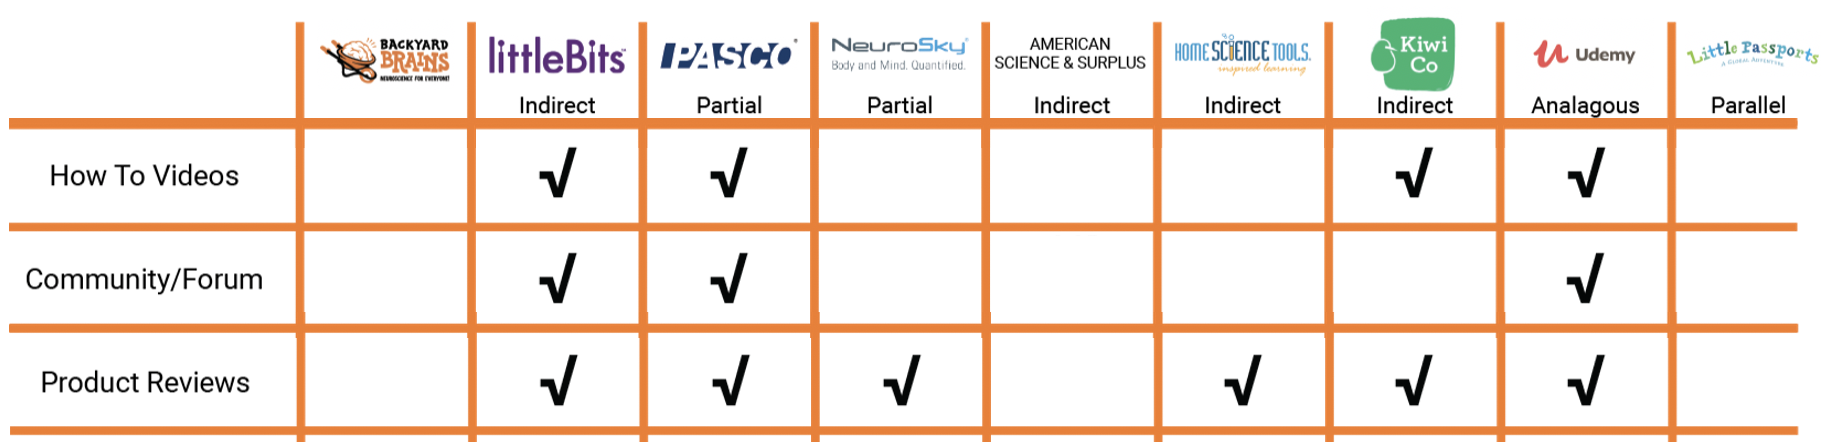 BACKYARD
BRAINS
NEUROSCIENCE FOR EVERYONE!
littleBits
PASCO
NeuroSky
Body and Mind. Quantified.
AMERICAN
SCIENCE & SURPLUS
HOME SCIENCE TOOLS.
inspired learning
Kiwi
Co
Udemy
Little Passports
A Global Adventure
Indirect Partial Partial Indirect Indirect Indirect Analagous Parallel
How To Videos √ √ √ √
Community/Forum √ √ √
Product Reviews √ √ √ √ √ √